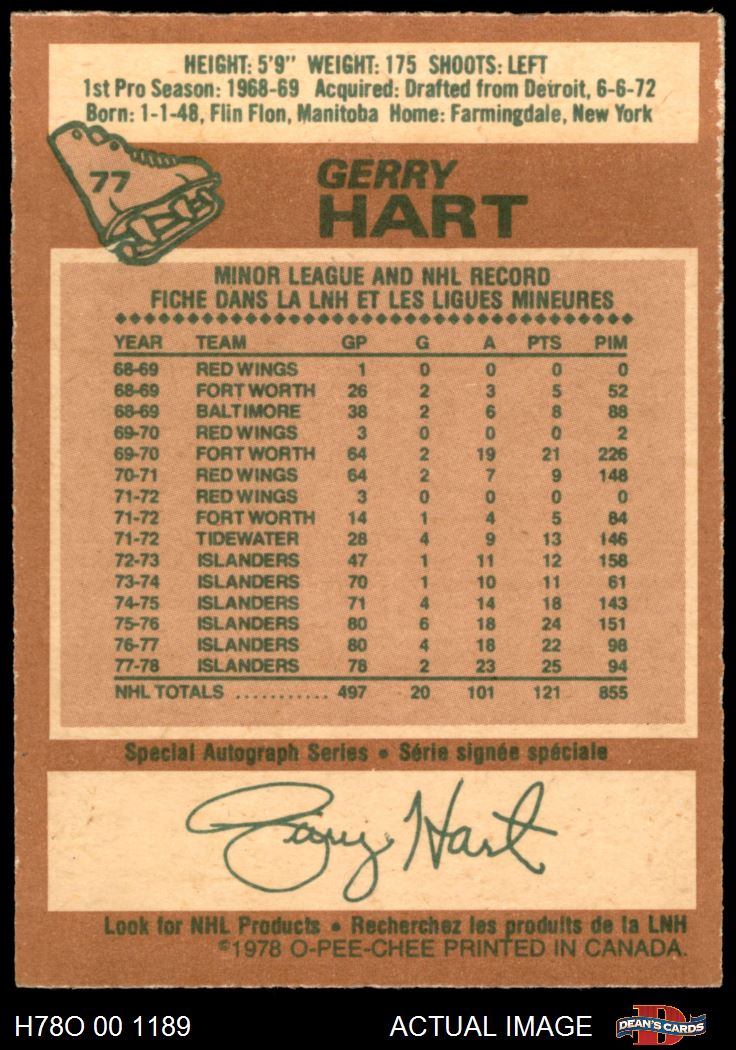 HEIGHT: 5'9" WEIGHT: 175 SHOOTS: LEFT
1st Pro Season: 1968-69 Acquired: Drafted from Detroit, 6-6-72
Born: 1-1-48, Flin Flon, Manitoba Home: Farmingdale, New York
77
GERRY
HART
MINOR LEAGUE AND NHL RECORD
FICHE DANS LA LNH ET LES LIGUES MINEURES
YEAR TEAM GP G A PTS PIM
68-69 RED WINGS 1 0 0 0 0
68-69 FORT WORTH 26 2 3 5 52
68-69 BALTIMORE 38 2 6 8 88
69-70 RED WINGS 3 0 0 0 2
69-70 FORT WORTH 64 2 19 21 226
70-71 RED WINGS 64 2 7 9 148
71-72 RED WINGS 3 0 0 0 0
71-72 FORT WORTH 14 1 4 5 84
71-72 TIDEWATER 28 4 9 13 146
72-73 ISLANDERS 47 1 11 12 158
73-74 ISLANDERS 70 1 10 11 61
74-75 ISLANDERS 71 4 14 18 143
75-76 ISLANDERS 80 6 18 24 151
76-77 ISLANDERS 80 4 18 22 98
77-78 ISLANDERS 78 2 23 25 94
NHL TOTALS ........... 497 20 101 121 855
Special Autograph Series • Série signée spéciale
Gerry Hart
Look for NHL Products • Recherchez les produits de la LNH
©1978 O-PEE-CHEE PRINTED IN CANADA.
H78O 00 1189 ACTUAL IMAGE D DEAN'S CARDS